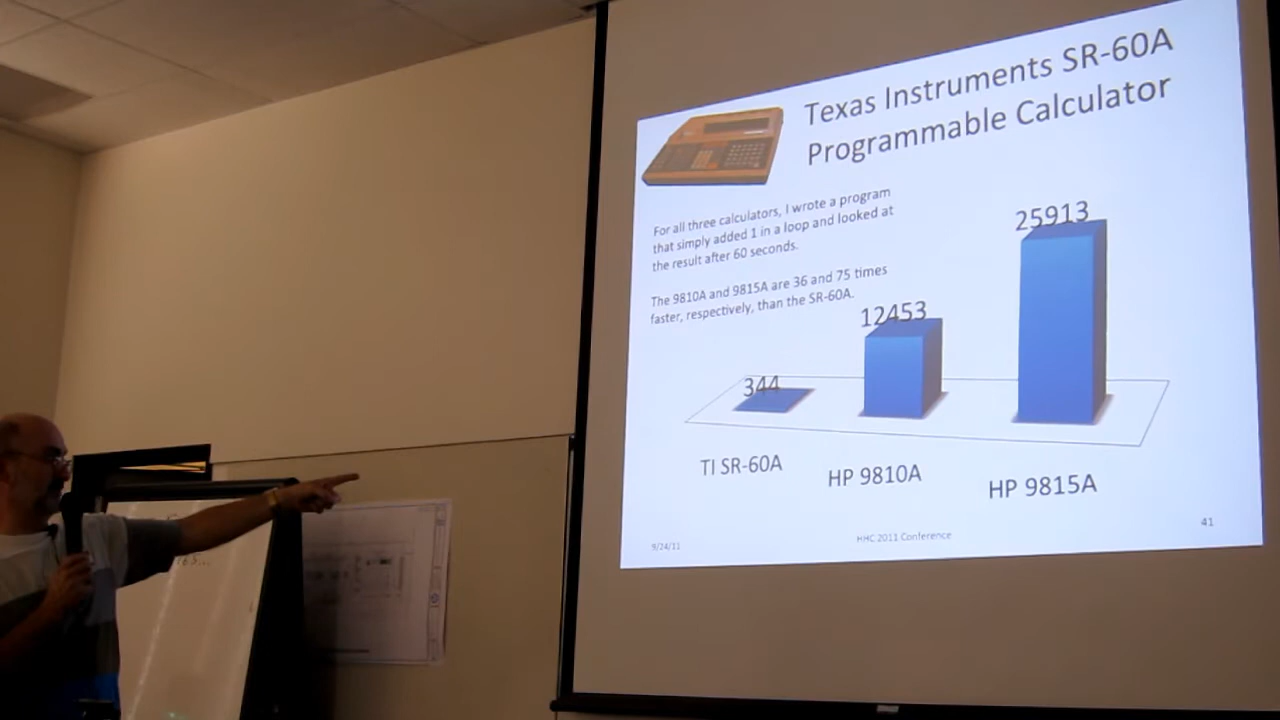 Texas Instruments SR-60A
Programmable Calculator
For all three calculators, I wrote a program
that simply added 1 in a loop and looked at
the result after 60 seconds.
The 9810A and 9815A are 36 and 75 times
faster, respectively, than the SR-60A.
344
12453
25913
TI SR-60A
HP 9810A
HP 9815A
9/24/11
HHC 2011 Conference
41